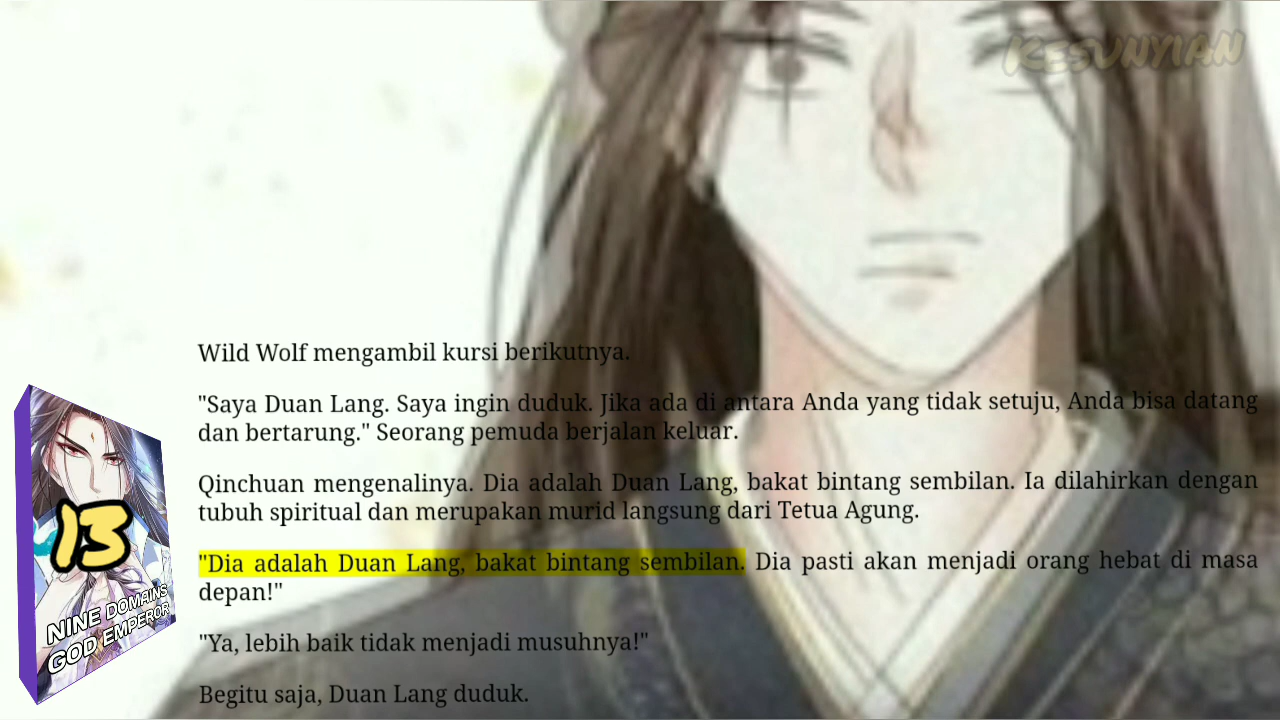 KESUNYIAN
Wild Wolf mengambil kursi berikutnya.
"Saya Duan Lang. Saya ingin duduk. Jika ada di antara Anda yang tidak setuju, Anda bisa datang
dan bertarung." Seorang pemuda berjalan keluar.
Qinchuan mengenalinya. Dia adalah Duan Lang, bakat bintang sembilan. Ia dilahirkan dengan
tubuh spiritual dan merupakan murid langsung dari Tetua Agung.
"Dia adalah Duan Lang, bakat bintang sembilan. Dia pasti akan menjadi orang hebat di masa
depan!"
"Ya, lebih baik tidak menjadi musuhnya!"
Begitu saja, Duan Lang duduk.
13
NINE DOMAINS
GOD EMPEROR